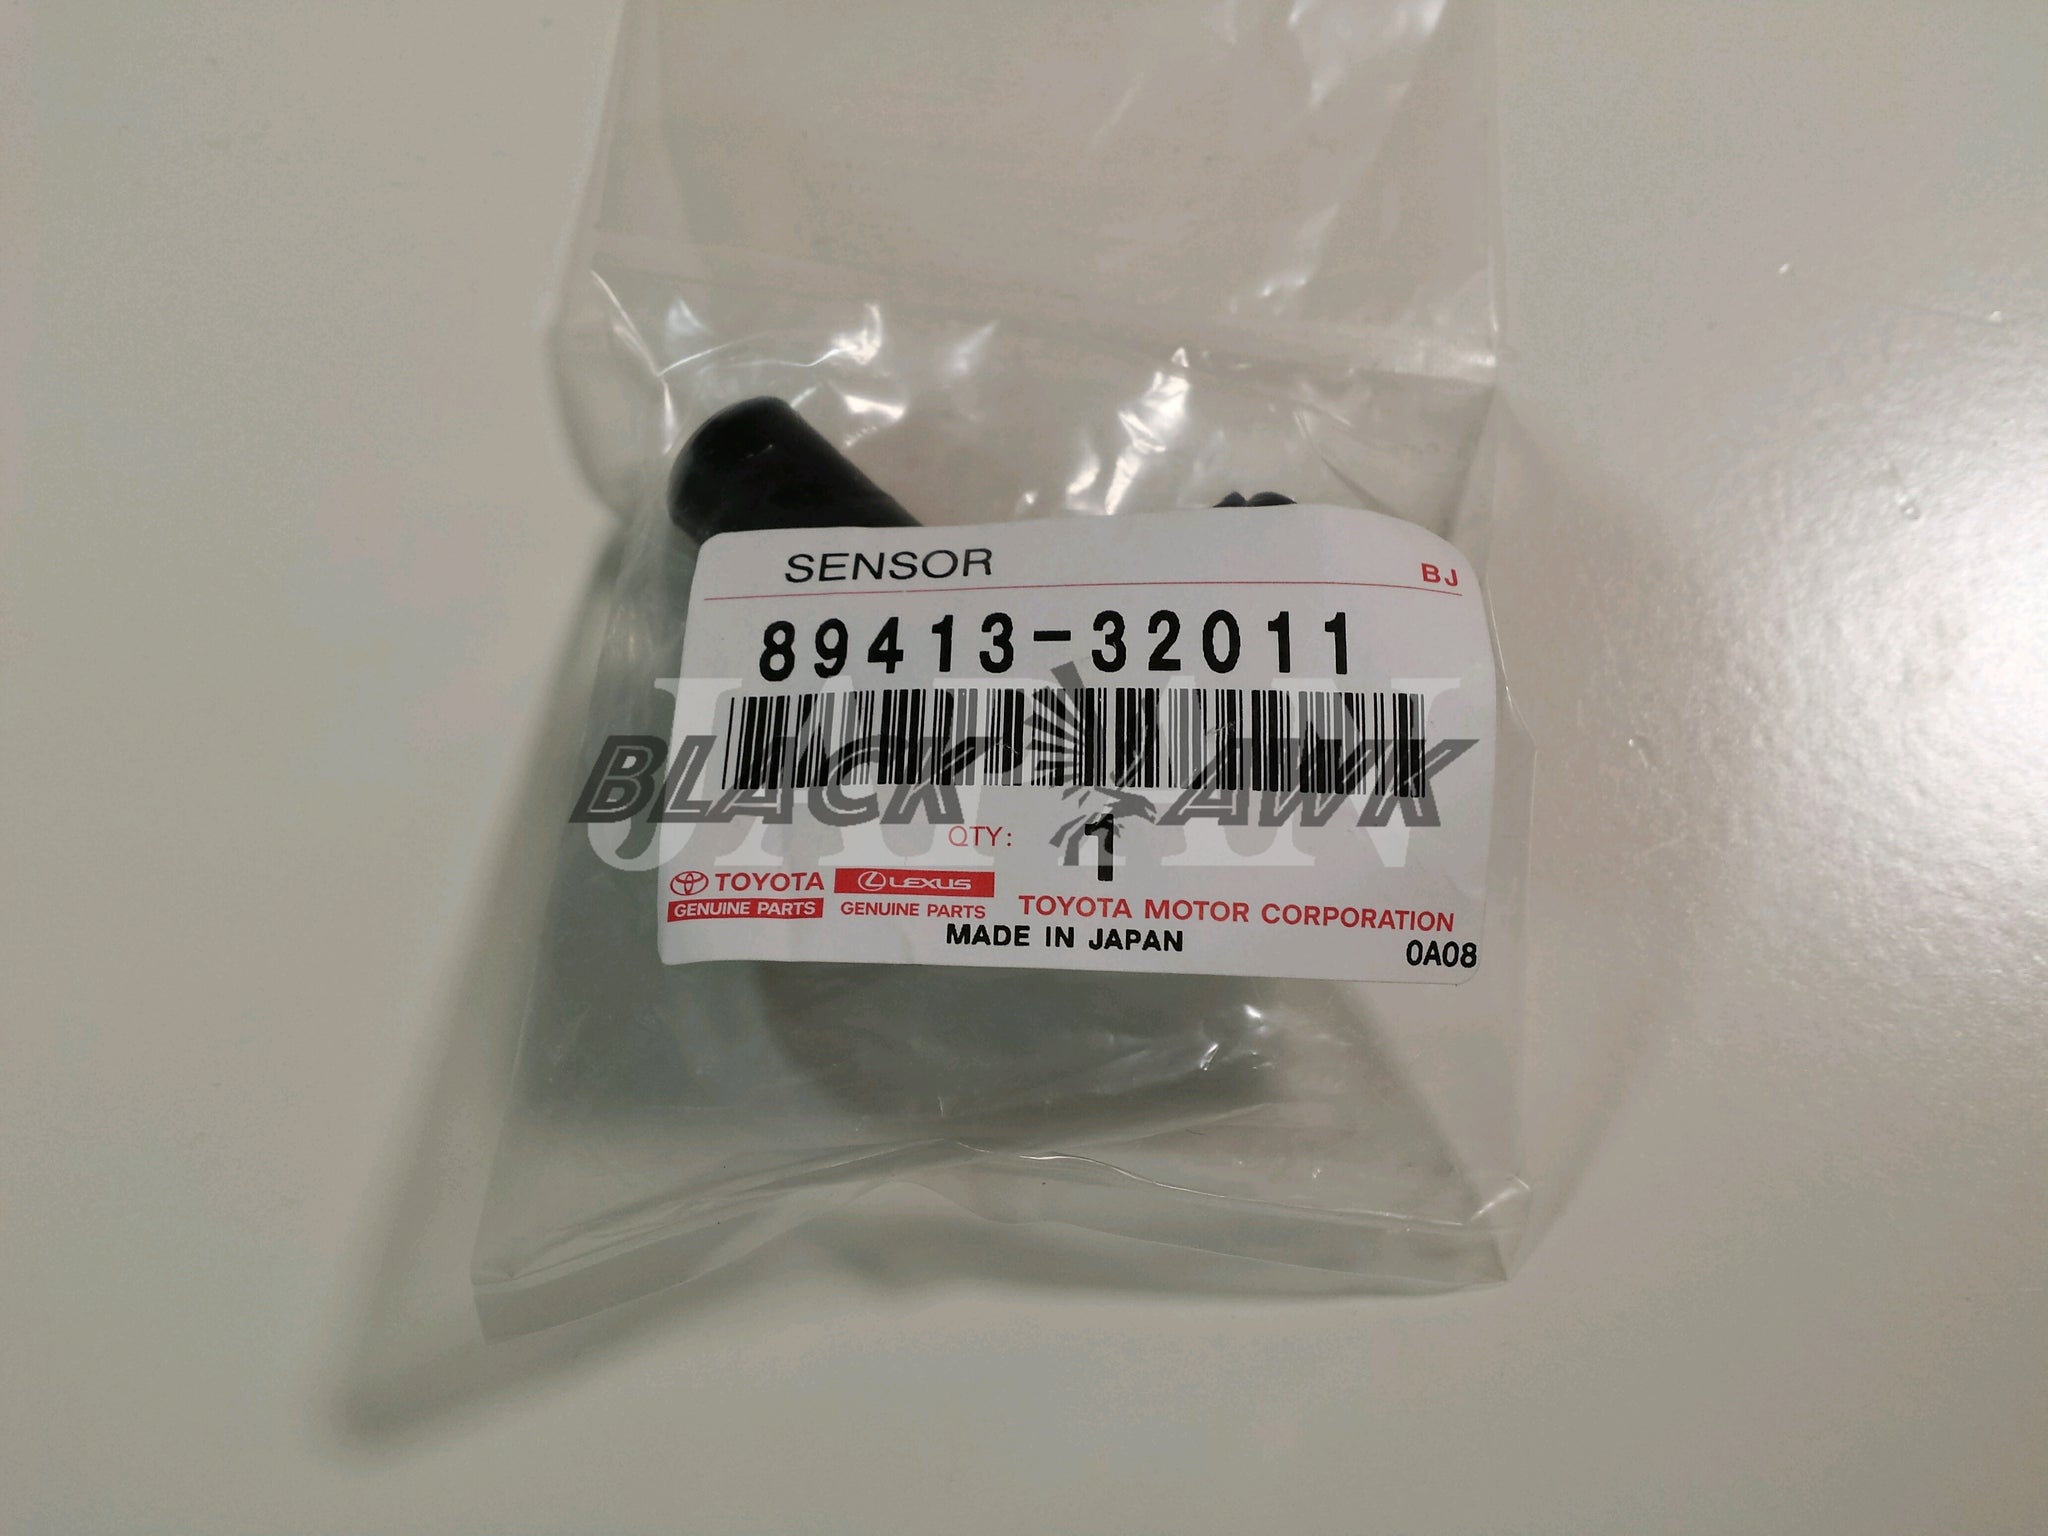 SENSOR
BJ
89413-32011
JAPAN
BLACK HAWK
QTY: 1
TOYOTA
LEXUS
GENUINE PARTS
GENUINE PARTS
TOYOTA MOTOR CORPORATION
MADE IN JAPAN
0A08